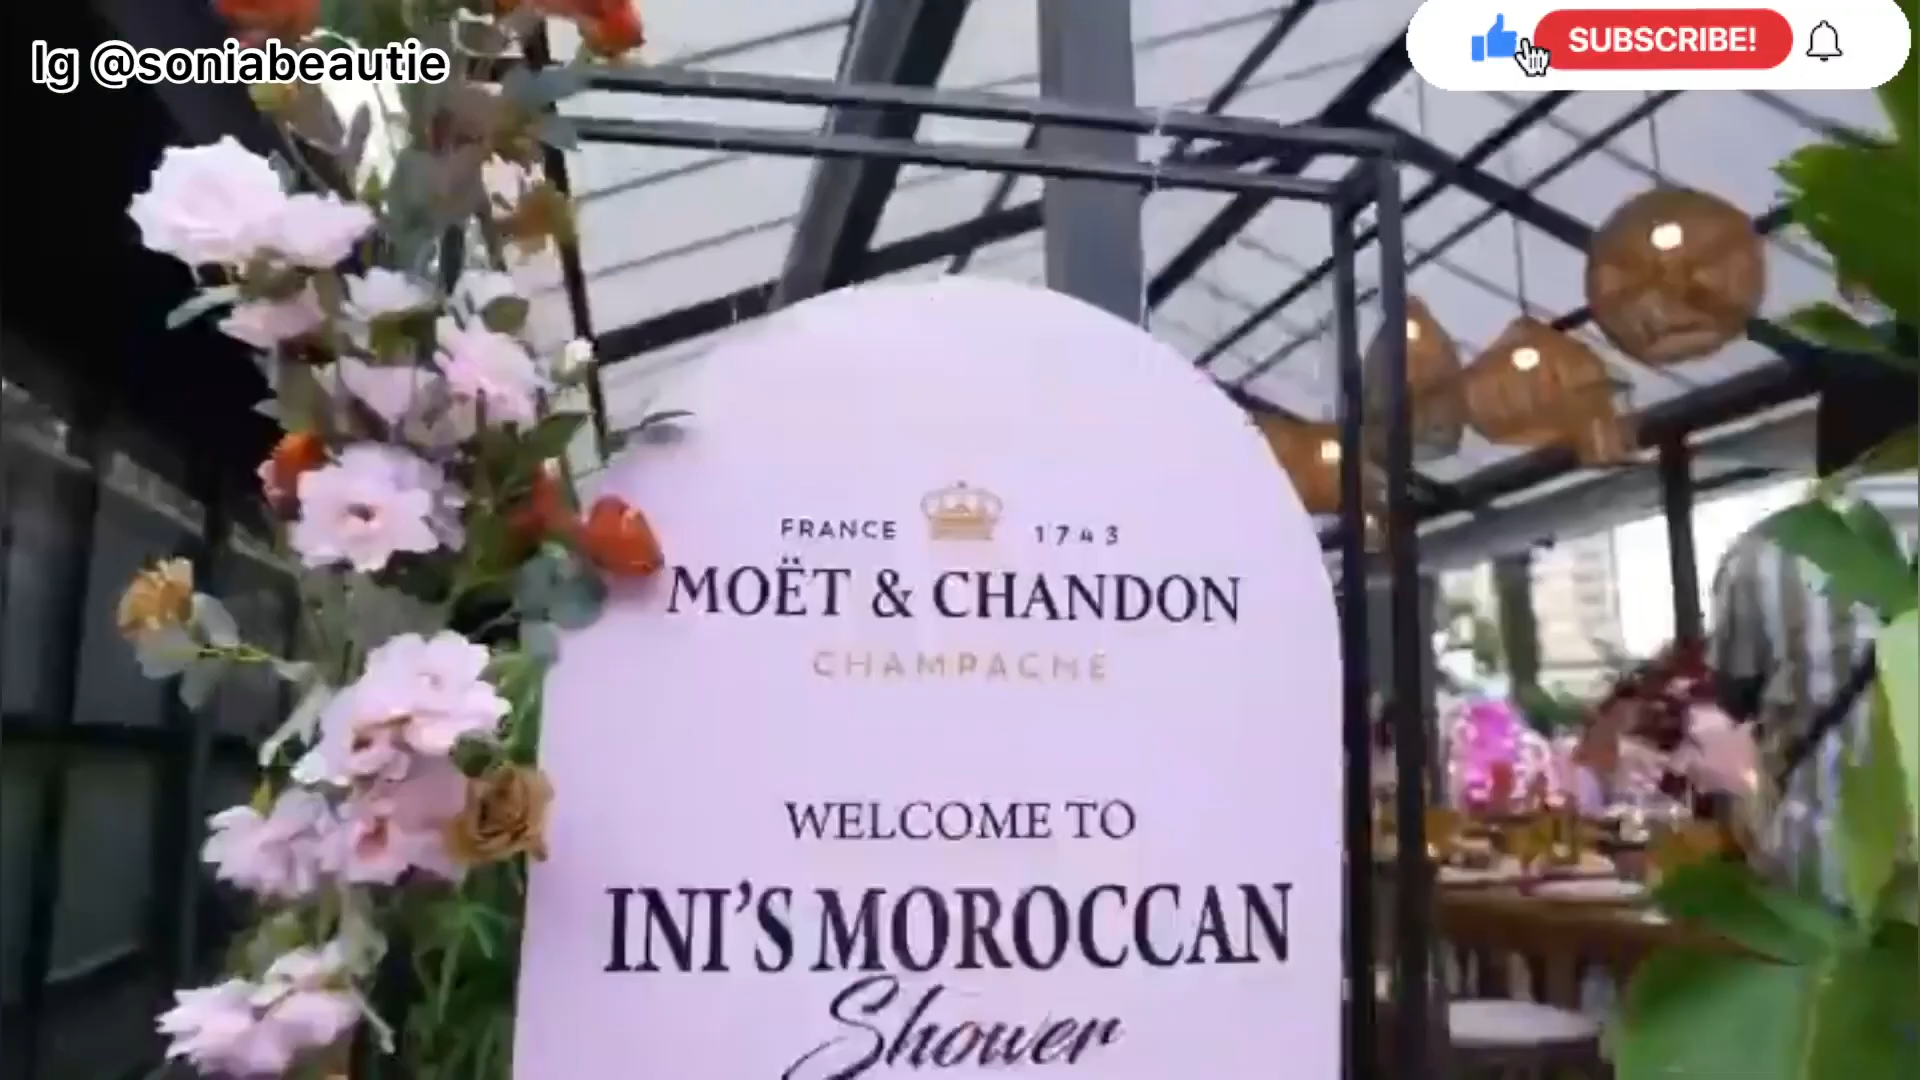 Ig @soniabeautie
SUBSCRIBE!
FRANCE 1743
MOËT & CHANDON
CHAMPAGNE
WELCOME TO
INI'S MOROCCAN
Shower